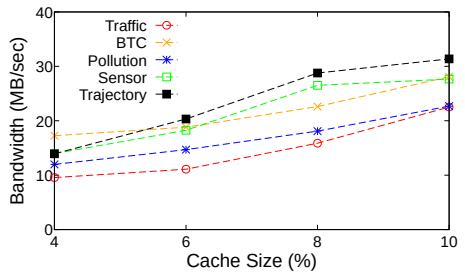 Bandwidth (MB/sec)
40
30
20
10
0
Traffic
BTC
Pollution
Sensor
Trajectory
4
6
8
10
Cache Size (%)